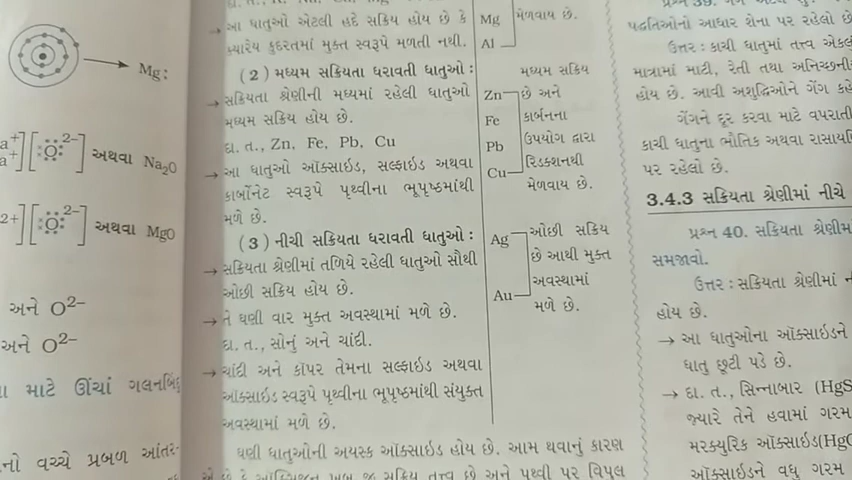 Mg:
અથવા Na₂O
અથવા MgO
અને O²⁻
અને O²⁻
માટે ઊંચાં ગલનબિંદુ
નો વચ્ચે પ્રબળ આંતર-
→ આ ધાતુઓ એટલી હદે સક્રિય હોય છે કે
ક્યારેય કુદરતમાં મુક્ત સ્વરૂપે મળતી નથી.
(2) મધ્યમ સક્રિયતા ધરાવતી ધાતુઓ :
→ સક્રિયતા શ્રેણીની મધ્યમાં રહેલી ધાતુઓ
મધ્યમ સક્રિય હોય છે.
દા. ત., Zn, Fe, Pb, Cu
→ આ ધાતુઓ ઑક્સાઇડ, સલ્ફાઇડ અથવા
કાર્બોનેટ સ્વરૂપે પૃથ્વીના ભૂપૃષ્ઠમાંથી
મળે છે.
(3) નીચી સક્રિયતા ધરાવતી ધાતુઓ :
→ સક્રિયતા શ્રેણીમાં તળિયે રહેલી ધાતુઓ સૌથી
ઓછી સક્રિય હોય છે.
→ તે ઘણી વાર મુક્ત અવસ્થામાં મળે છે.
દા. ત., સોનું અને ચાંદી.
→ ચાંદી અને કૉપર તેમના સલ્ફાઇડ અથવા
ઑક્સાઇડ સ્વરૂપે પૃથ્વીના ભૂપૃષ્ઠમાંથી સંયુક્ત
અવસ્થામાં મળે છે.
ઘણી ધાતુઓની અયસ્ક ઑક્સાઇડ હોય છે. આમ થવાનું કારણ
એ છે કે ઑક્સિજન ખૂબ જ સક્રિય તત્ત્વ છે અને પૃથ્વી પર વિપુલ
Mg મેળવાય છે.
Al
મધ્યમ સક્રિય
Zn છે અને
Fe કાર્બનના
Pb ઉપયોગ દ્વારા
Cu રિડક્શનથી
મેળવાય છે.
Ag ઓછી સક્રિય
છે આથી મુક્ત
Au અવસ્થામાં
મળે છે.
પદ્ધતિઓનો આધાર શેના પર રહેલો છે
ઉત્તર : કાચી ધાતુમાં તત્ત્વ
માત્રામાં માટી, રેતી તથા અનિચ્છની
હોય છે. આવી અશુદ્ધિઓને ગેંગ કહે
ગેંગને દૂર કરવા માટે વપરાતી
કાચી ધાતુના ભૌતિક અથવા રાસાયણિ
પર રહેલો છે.
3.4.3 સક્રિયતા શ્રેણીમાં નીચે
પ્રશ્ન 40. સક્રિયતા શ્રેણીમ
સમજાવો.
ઉત્તર : સક્રિયતા શ્રેણીમાં ની
હોય છે.
→ આ ધાતુઓના ઑક્સાઇડને
ધાતુ છૂટી પડે છે.
→ દા. ત., સિન્નાબાર (HgS
જ્યારે તેને હવામાં ગરમ
મરક્યુરિક ઑક્સાઇડ(HgO
ઑક્સાઇડને વધુ ગરમ